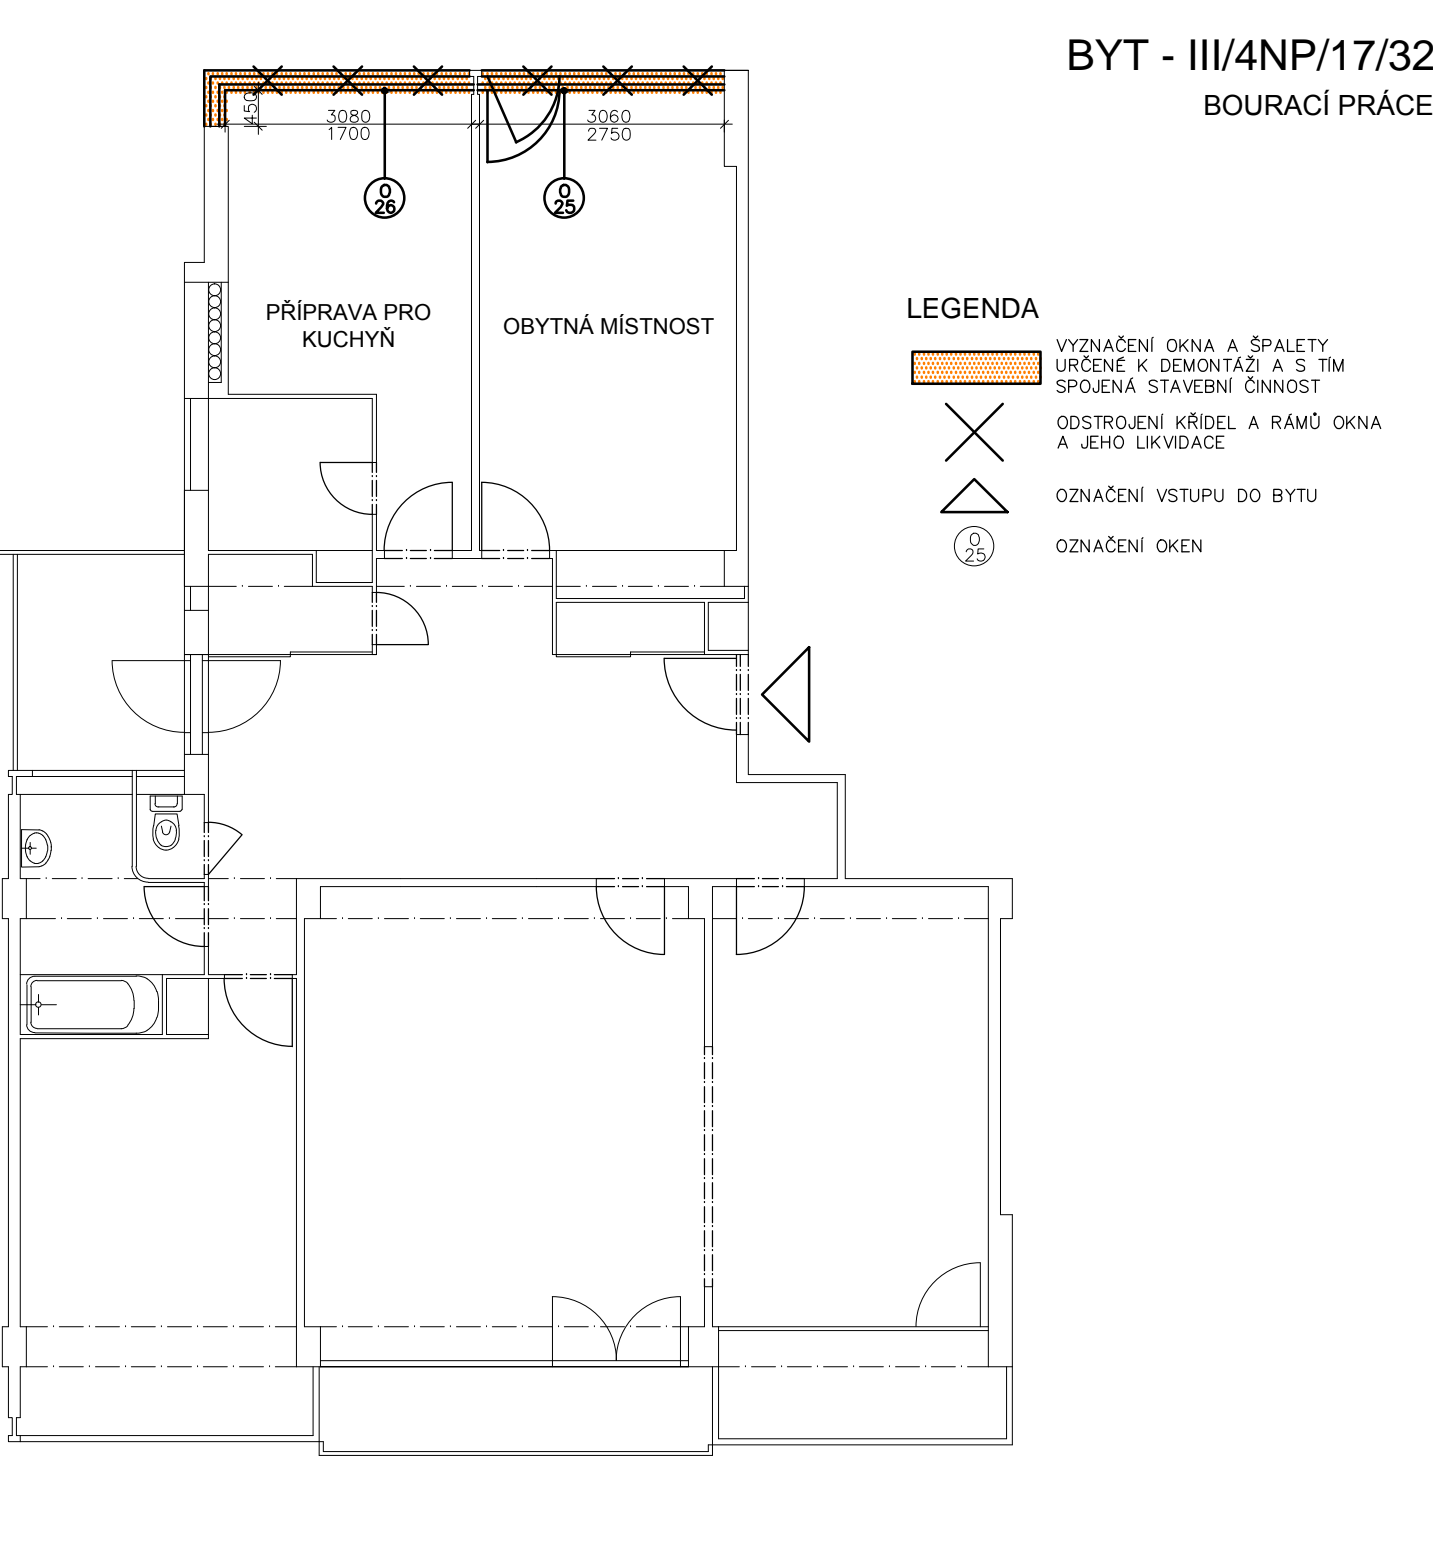 BYT - III/4NP/17/32
BOURACÍ PRÁCE
450
3080
1700
3060
2750
O
26
O
25
PŘÍPRAVA PRO
KUCHYŇ
OBYTNÁ MÍSTNOST
LEGENDA
VYZNAČENÍ OKNA A ŠPALETY
URČENÉ K DEMONTÁŽI A S TÍM
SPOJENÁ STAVEBNÍ ČINNOST
ODSTROJENÍ KŘÍDEL A RÁMŮ OKNA
A JEHO LIKVIDACE
OZNAČENÍ VSTUPU DO BYTU
O
25
OZNAČENÍ OKEN